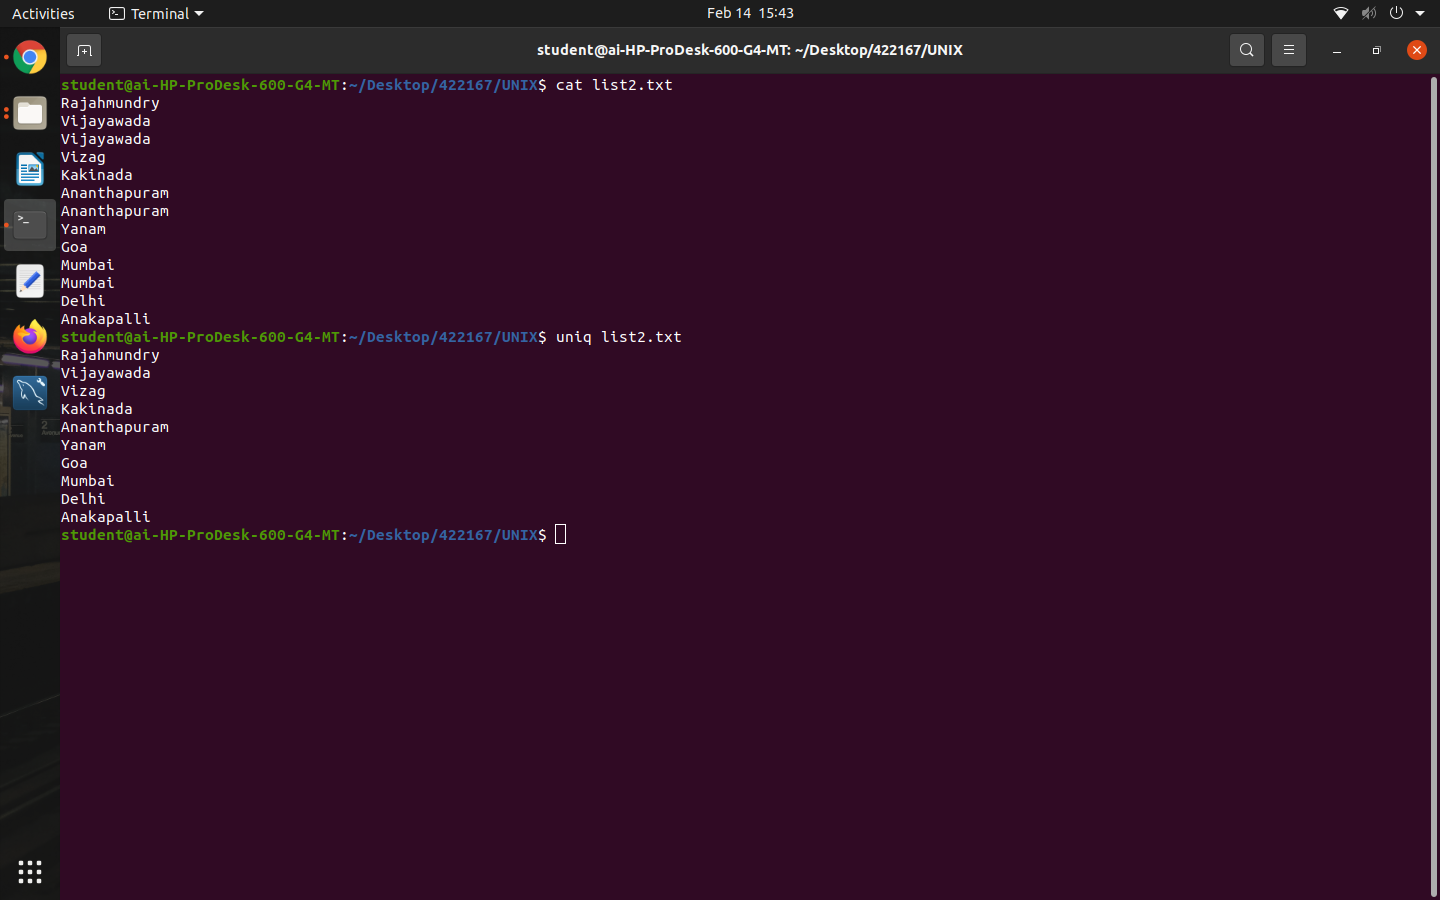 Activities
Terminal
Feb 14 15:43
student@ai-HP-ProDesk-600-G4-MT: ~/Desktop/422167/UNIX
student@ai-HP-ProDesk-600-G4-MT:~/Desktop/422167/UNIX$ cat list2.txt
Rajahmundry
Vijayawada
Vijayawada
Vizag
Kakinada
Ananthapuram
Ananthapuram
Yanam
Goa
Mumbai
Mumbai
Delhi
Anakapalli
student@ai-HP-ProDesk-600-G4-MT:~/Desktop/422167/UNIX$ uniq list2.txt
Rajahmundry
Vijayawada
Vizag
Kakinada
Ananthapuram
Yanam
Goa
Mumbai
Delhi
Anakapalli
student@ai-HP-ProDesk-600-G4-MT:~/Desktop/422167/UNIX$